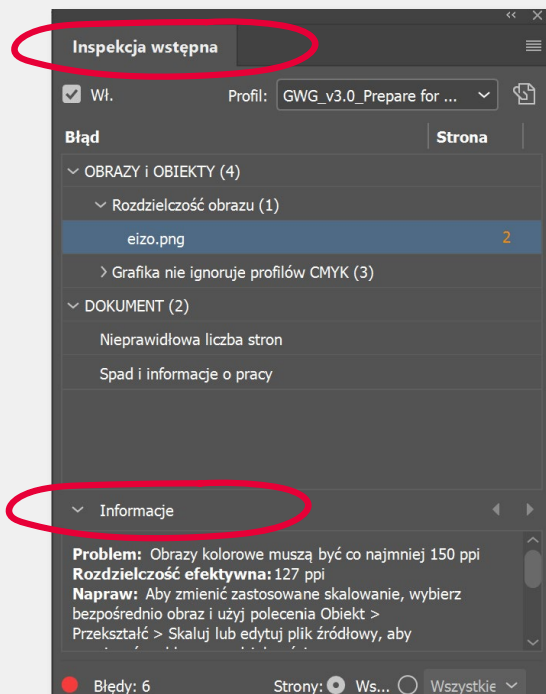 Inspekcja wstępna
Wł. Profil: GWG_v3.0_Prepare for ...
Błąd Strona
OBRAZY i OBIEKTY (4)
Rozdzielczość obrazu (1)
eizo.png 2
Grafika nie ignoruje profilów CMYK (3)
DOKUMENT (2)
Nieprawidłowa liczba stron
Spad i informacje o pracy
Informacje
Problem: Obrazy kolorowe muszą być co najmniej 150 ppi
Rozdzielczość efektywna: 127 ppi
Napraw: Aby zmienić zastosowane skalowanie, wybierz
bezpośrednio obraz i użyj polecenia Obiekt >
Przekształć > Skaluj lub edytuj plik źródłowy, aby
Błędy: 6 Strony: Ws... Wszystkie